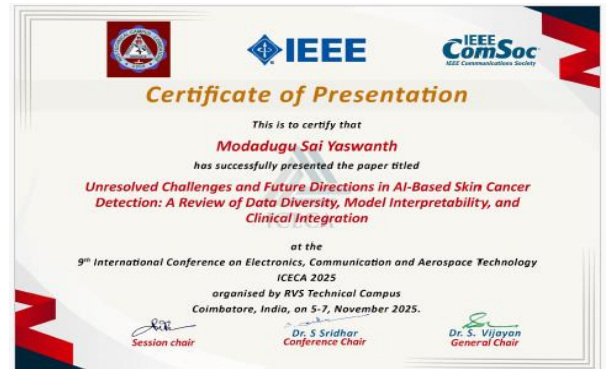 IEEE
IEEE
ComSoc
IEEE Communications Society
Certificate of Presentation
This is to certify that
Modadugu Sai Yaswanth
has successfully presented the paper titled
Unresolved Challenges and Future Directions in AI-Based Skin Cancer
Detection: A Review of Data Diversity, Model Interpretability, and
Clinical Integration
ICECA
at the
9th International Conference on Electronics, Communication and Aerospace Technology
ICECA 2025
organised by RVS Technical Campus
Coimbatore, India, on 5-7, November 2025.
Session chair
Dr. S Sridhar
Conference Chair
Dr. S. Vijayan
General Chair